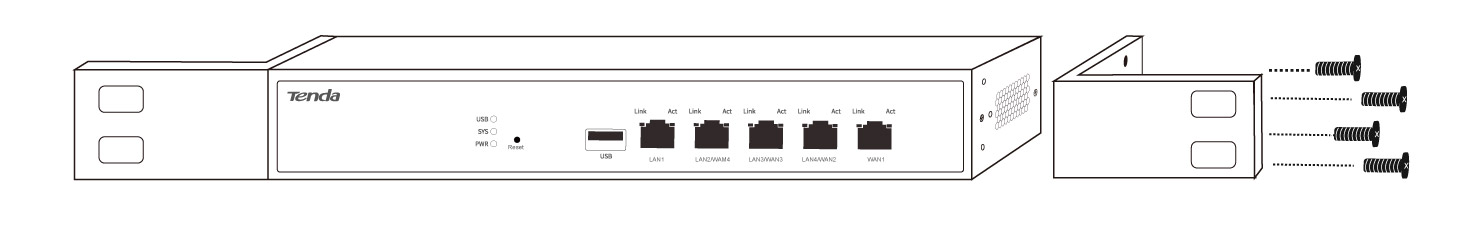 Tenda
USB
SYS
PWR
Reset
USB
Link Act Link Act Link Act Link Act Link Act
LAN1 LAN2/WAM4 LAN3/WAN3 LAN4/WAN2 WAN1